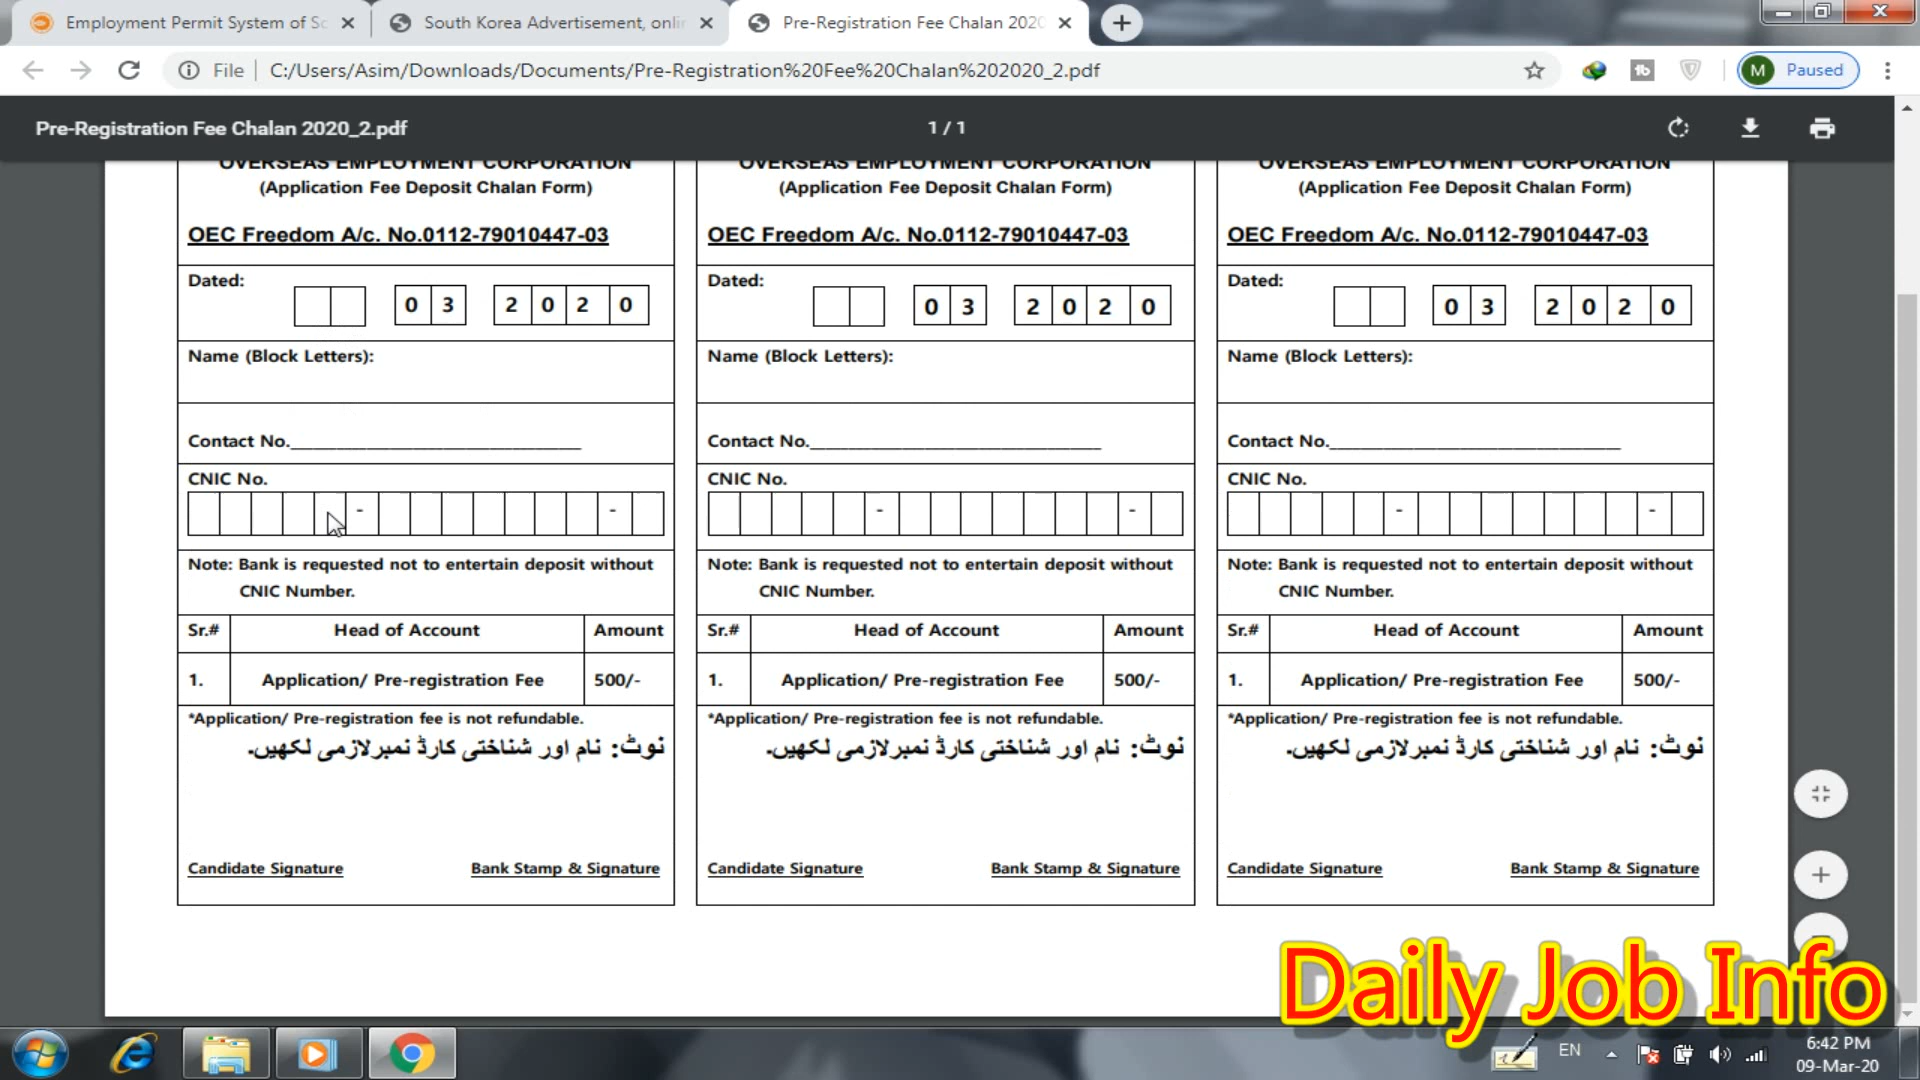 Employment Permit System of So
South Korea Advertisement, onlin
Pre-Registration Fee Chalan 2020
File
C:/Users/Asim/Downloads/Documents/Pre-Registration%20Fee%20Chalan%202020_2.pdf
M Paused
Pre-Registration Fee Chalan 2020_2.pdf
1 / 1
OVERSEAS EMPLOYMENT CORPORATION
(Application Fee Deposit Chalan Form)
OEC Freedom A/c. No.0112-79010447-03
Dated:
0 3 2 0 2 0
Name (Block Letters):
Contact No.
CNIC No.
- -
Note: Bank is requested not to entertain deposit without
CNIC Number.
Sr.# Head of Account Amount
1. Application/ Pre-registration Fee 500/-
*Application/ Pre-registration fee is not refundable.
نوٹ: نام اور شناختی کارڈ نمبرلازمی لکھیں۔
Candidate Signature Bank Stamp & Signature
OVERSEAS EMPLOYMENT CORPORATION
(Application Fee Deposit Chalan Form)
OEC Freedom A/c. No.0112-79010447-03
Dated:
0 3 2 0 2 0
Name (Block Letters):
Contact No.
CNIC No.
- -
Note: Bank is requested not to entertain deposit without
CNIC Number.
Sr.# Head of Account Amount
1. Application/ Pre-registration Fee 500/-
*Application/ Pre-registration fee is not refundable.
نوٹ: نام اور شناختی کارڈ نمبرلازمی لکھیں۔
Candidate Signature Bank Stamp & Signature
OVERSEAS EMPLOYMENT CORPORATION
(Application Fee Deposit Chalan Form)
OEC Freedom A/c. No.0112-79010447-03
Dated:
0 3 2 0 2 0
Name (Block Letters):
Contact No.
CNIC No.
- -
Note: Bank is requested not to entertain deposit without
CNIC Number.
Sr.# Head of Account Amount
1. Application/ Pre-registration Fee 500/-
*Application/ Pre-registration fee is not refundable.
نوٹ: نام اور شناختی کارڈ نمبرلازمی لکھیں۔
Candidate Signature Bank Stamp & Signature
Daily Job Info
EN
6:42 PM
09-Mar-20